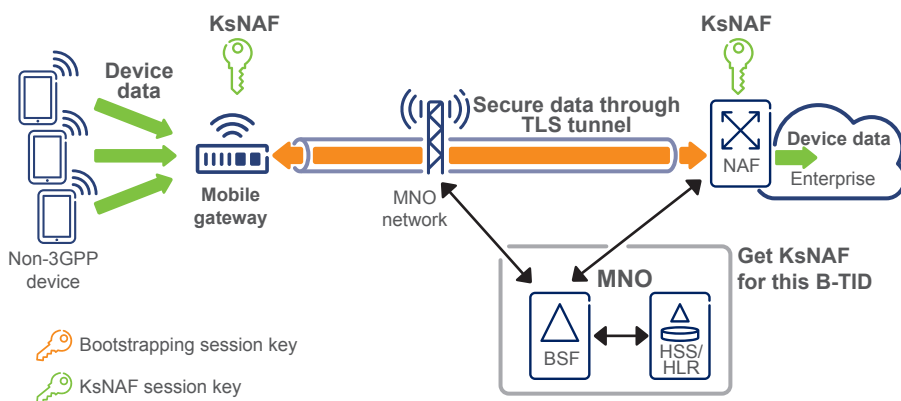 KsNAF
KsNAF
Device
data
Secure data through
TLS tunnel
Device data
NAF
Enterprise
Mobile
gateway
MNO
network
Non-3GPP
device
MNO
Get KsNAF
for this B-TID
BSF
HSS/
HLR
Bootstrapping session key
KsNAF session key